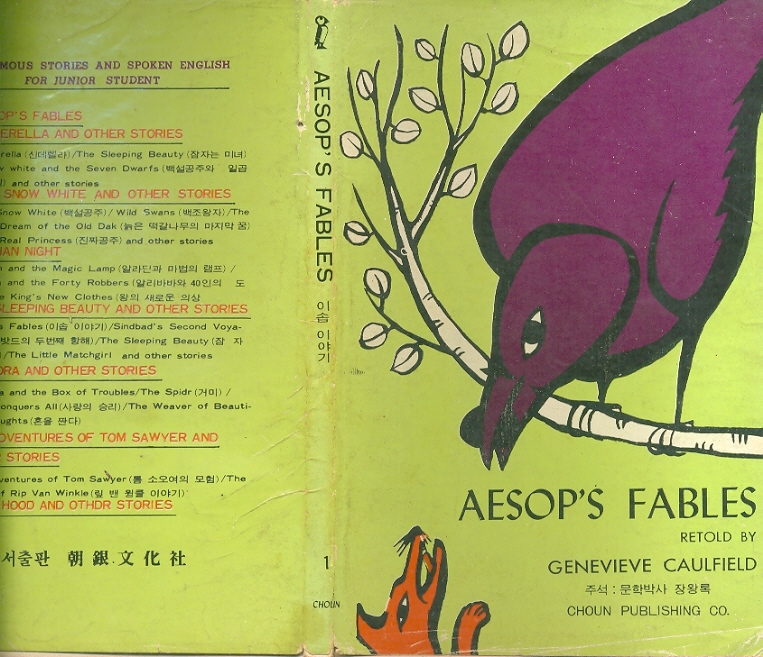 MOUS STORIES AND SPOKEN ENGLISH
FOR JUNIOR STUDENT
OP'S FABLES
ERELLA AND OTHER STORIES
rella (신데렐라)/The Sleeping Beauty (잠자는 미녀)
w white and the Seven Dwarfs (백설공주와 일곱
) and other stories
SNOW WHITE AND OTHER STORIES
Snow White (백설공주)/ Wild Swans (백조왕자)/The
Dream of the Old Dak (늙은 떡갈나무의 마지막 꿈)
Real Princess (진짜공주) and other stories
IAN NIGHT
n and the Magic Lamp (알라딘과 마법의 램프) /
a and the Forty Robbers (알리바바와 40인의 도
e King's New Clothes (왕의 새로운 의상
SLEEPING BEAUTY AND OTHER STORIES
s Fables (이솝 이야기)/Sindbad's Second Voya-
밧드의 두번째 항해)/The Sleeping Beauty (잠 자
)/The Little Matchgirl and other stories
ORA AND OTHER STORIES
a and the Box of Troubles/The Spidr (거미) /
onquers All (사랑의 승리)/The Weaver of Beauti-
ughts (혼을 짠다)
DVENTURES OF TOM SAWYER AND
R STORIES
ventures of Tom Sawyer (톰 소오여의 모험)/The
f Rip Van Winkle (립 밴 윙클 이야기)
HOOD AND OTHDR STORIES
서출판 朝銀文化社
AESOP'S FABLES
이솝 이야기
1
CHOUN
AESOP'S FABLES
RETOLD BY
GENEVIEVE CAULFIELD
주석 : 문학박사 장왕록
CHOUN PUBLISHING CO.